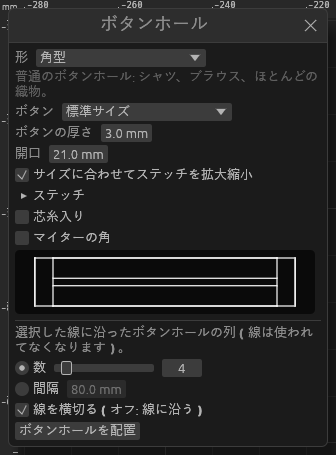 mm
-280
-260
-240
-220
ボタンホール
形 角型
普通のボタンホール: シャツ、ブラウス、ほとんどの
織物。
ボタン 標準サイズ
ボタンの厚さ 3.0 mm
開口 21.0 mm
サイズに合わせてステッチを拡大縮小
ステッチ
芯糸入り
マイターの角
選択した線に沿ったボタンホールの列 ( 線は使われ
てなくなります ) 。
数 4
間隔 80.0 mm
線を横切る ( オフ: 線に沿う )
ボタンホールを配置